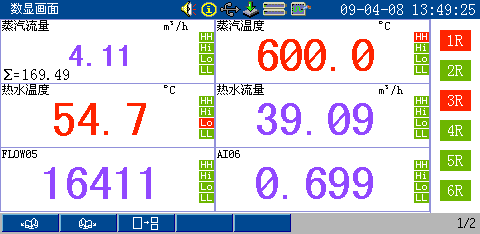 数显画面 09-04-08 13:49:25
蒸汽流量 m³/h
4.11
Σ=169.49
HH
Hi
Lo
LL
蒸汽温度 °C
600.0
HH
Hi
Lo
LL
热水温度 °C
54.7
HH
Hi
Lo
LL
热水流量 m³/h
39.09
HH
Hi
Lo
LL
FLOW05
16411
HH
Hi
Lo
LL
AI06
0.699
HH
Hi
Lo
LL
1R
2R
3R
4R
5R
6R
1/2